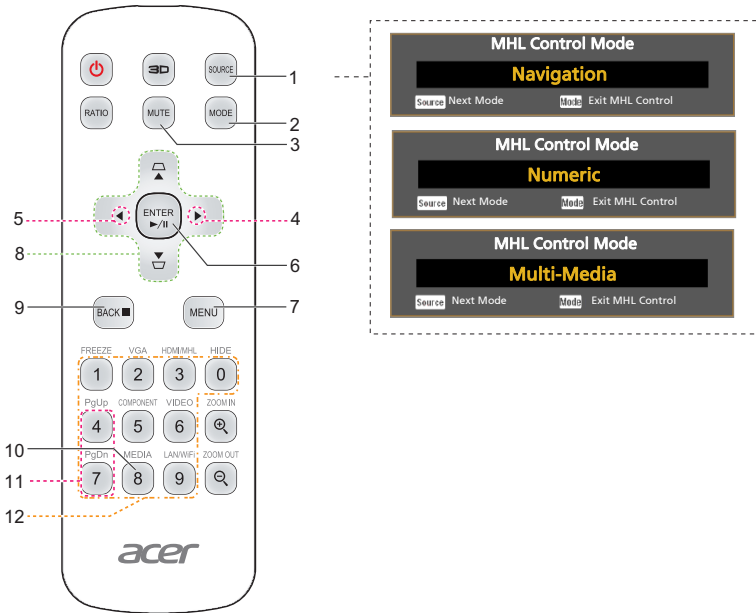 3D
SOURCE
1
RATIO
MUTE
MODE
2
3
5
ENTER
4
8
6
9
BACK
MENU
7
FREEZE
VGA
HDMI/MHL
HIDE
1
2
3
0
PgUp
COMPONENT
VIDEO
ZOOM IN
4
5
6
10
PgDn
MEDIA
LAN/WiFi
ZOOM OUT
7
8
9
11
12
acer
MHL Control Mode
Navigation
Source Next Mode
Mode Exit MHL Control
MHL Control Mode
Numeric
Source Next Mode
Mode Exit MHL Control
MHL Control Mode
Multi-Media
Source Next Mode
Mode Exit MHL Control